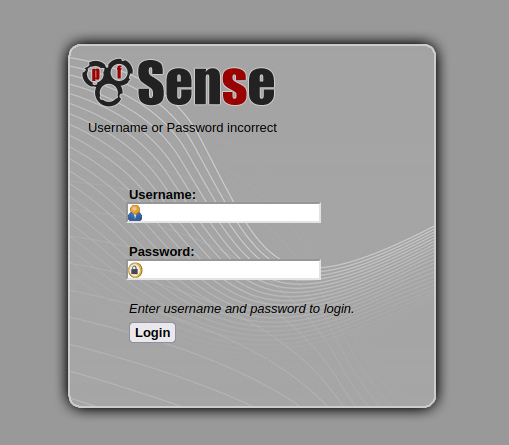 pf Sense
Username or Password incorrect
Username:
Password:
Enter username and password to login.
Login